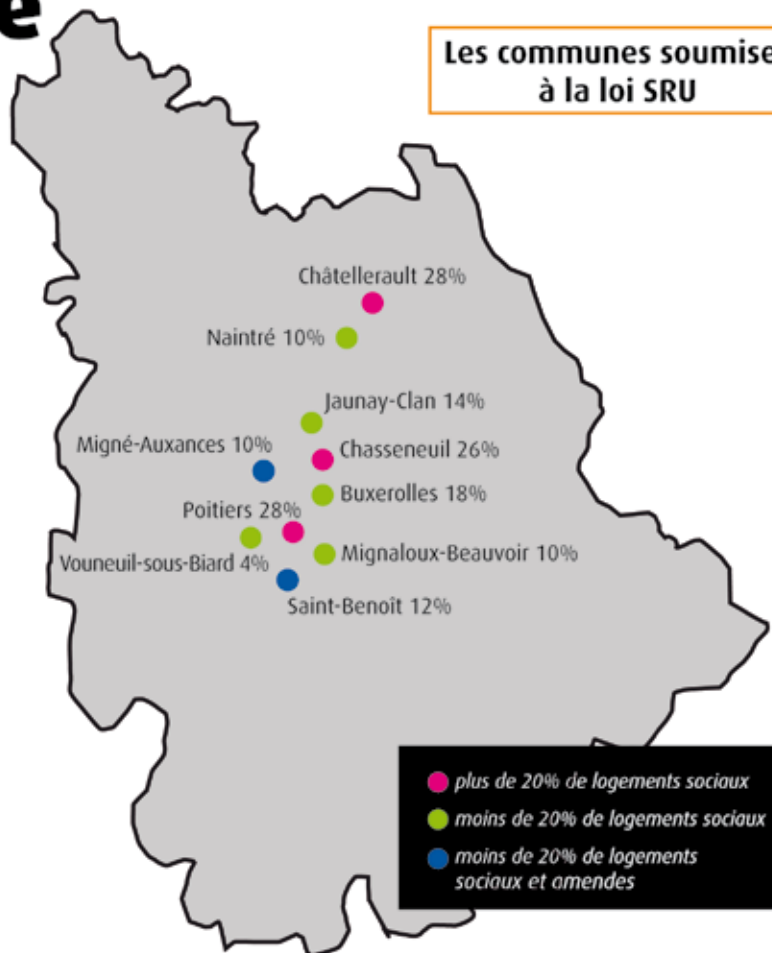 e
Les communes soumise
à la loi SRU
Châtellerault 28%
Naintré 10%
Jaunay-Clan 14%
Migné-Auxances 10%
Chasseneuil 26%
Buxerolles 18%
Poitiers 28%
Vouneuil-sous-Biard 4%
Mignaloux-Beauvoir 10%
Saint-Benoît 12%
plus de 20% de logements sociaux
moins de 20% de logements sociaux
moins de 20% de logements
sociaux et amendes